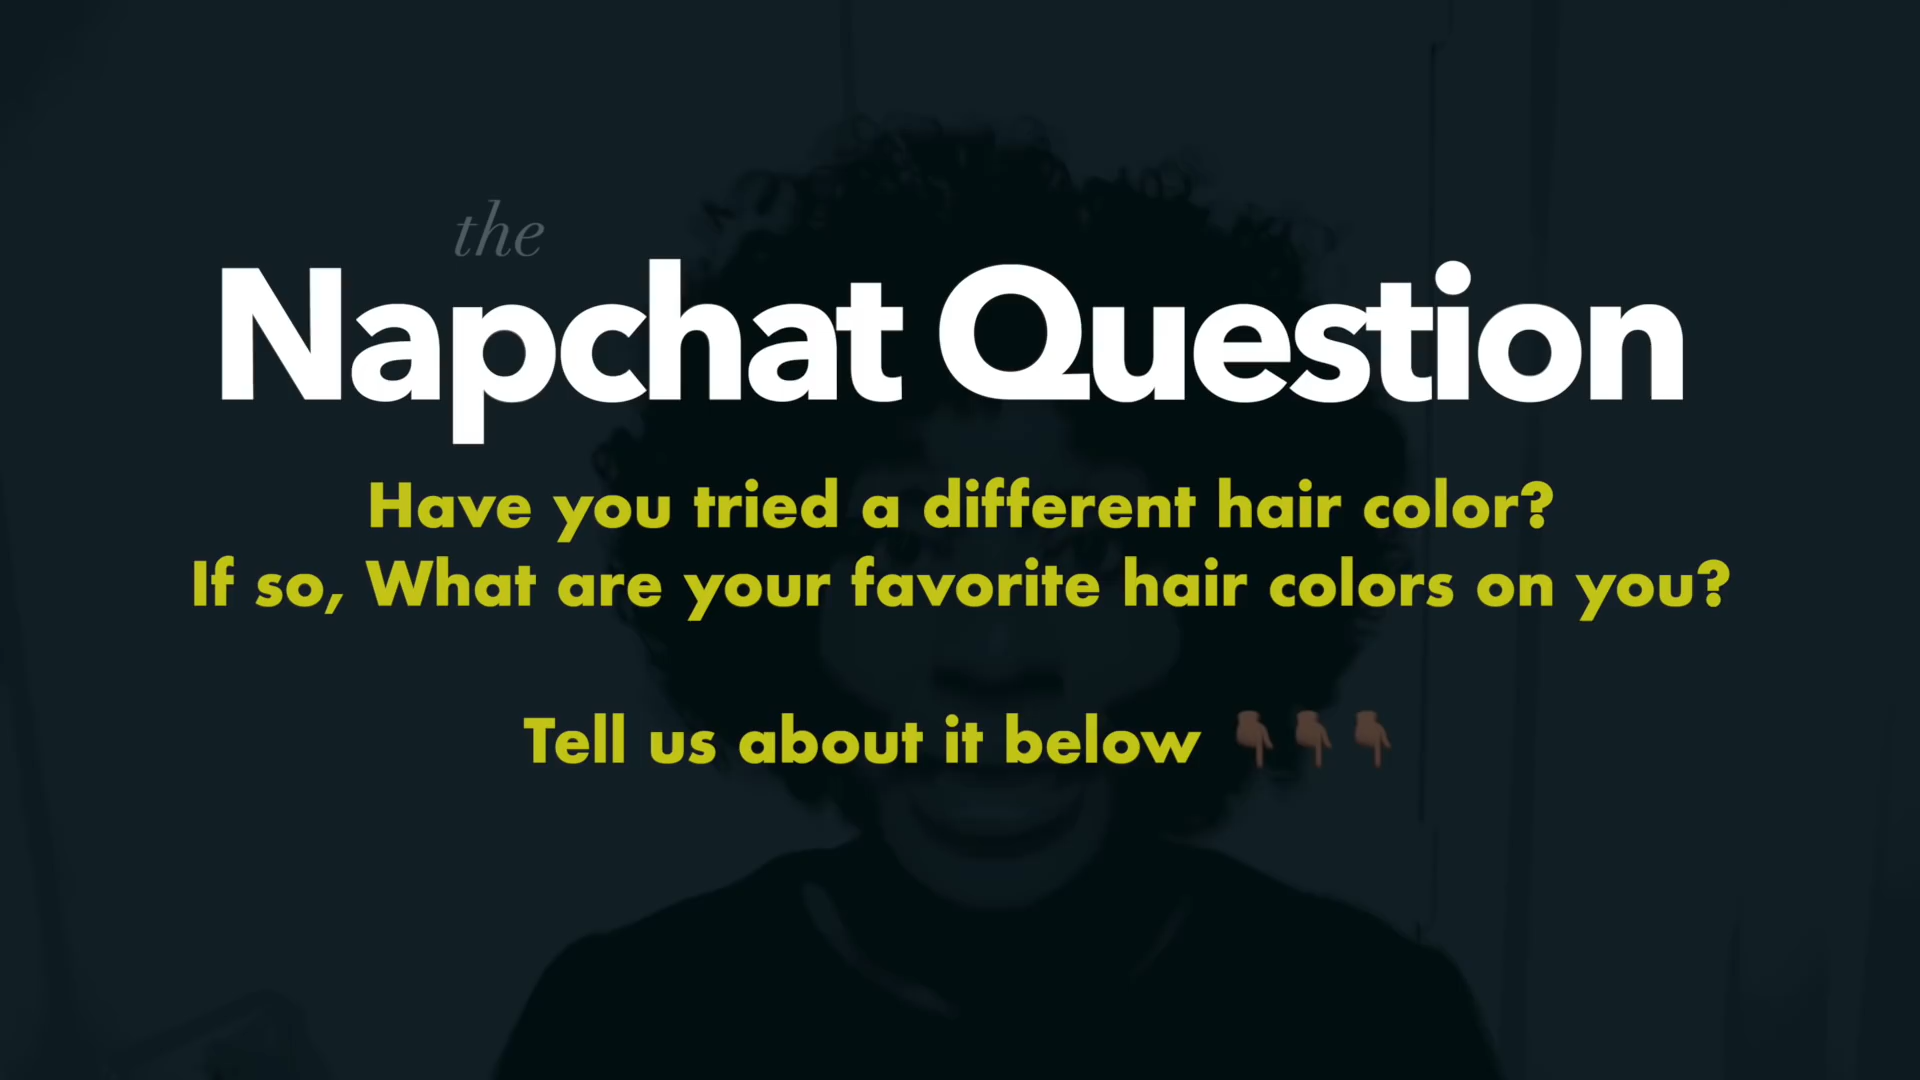 the
Napchat Question
Have you tried a different hair color?
If so, What are your favorite hair colors on you?
Tell us about it below 👇🏾👇🏾👇🏾